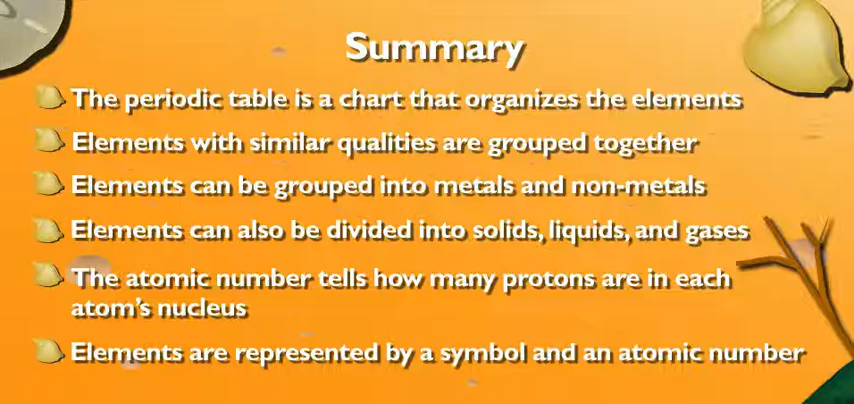 Summary
The periodic table is a chart that organizes the elements
Elements with similar qualities are grouped together
Elements can be grouped into metals and non-metals
Elements can also be divided into solids, liquids, and gases
The atomic number tells how many protons are in each
atom's nucleus
Elements are represented by a symbol and an atomic number